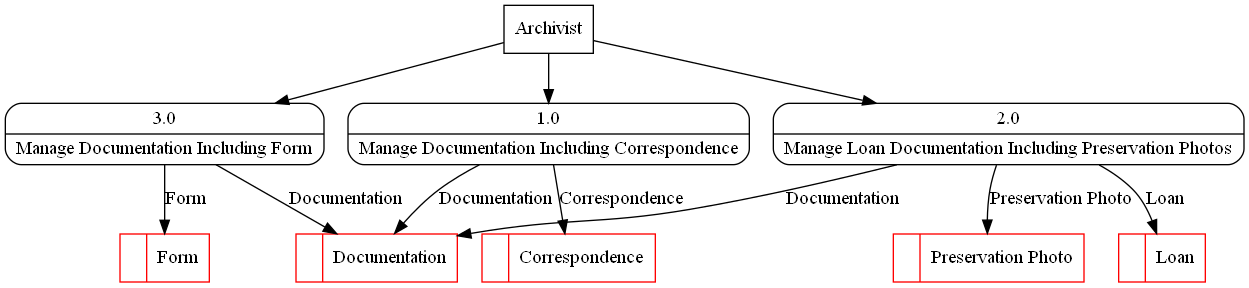 Archivist
3.0
1.0
2.0
Manage Documentation Including Form
Manage Documentation Including Correspondence
Manage Loan Documentation Including Preservation Photos
Form
Documentation
Documentation
Correspondence
Documentation
Preservation Photo
Loan
Form
Documentation
Correspondence
Preservation Photo
Loan